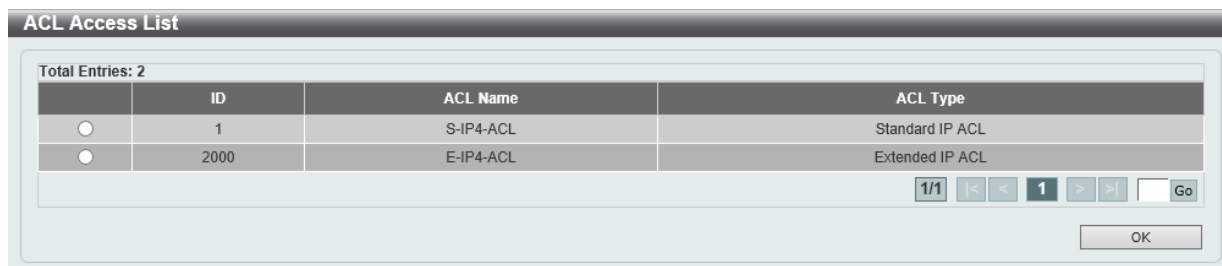 ACL Access List
Total Entries: 2
ID ACL Name ACL Type
1 S-IP4-ACL Standard IP ACL
2000 E-IP4-ACL Extended IP ACL
1/1 |< < 1 > >| Go
OK